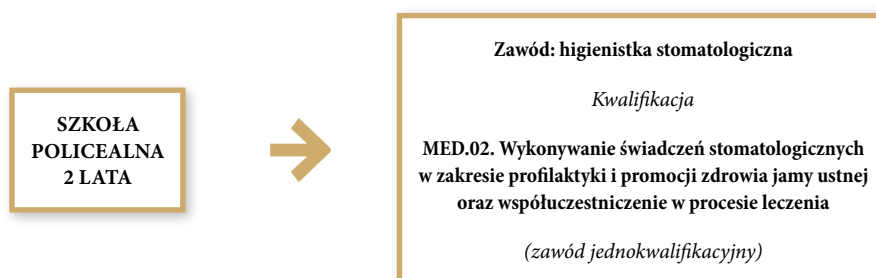 SZKOŁA
POLICEALNA
2 LATA
Zawód: higienistka stomatologiczna
Kwalifikacja
MED.02. Wykonywanie świadczeń stomatologicznych
w zakresie profilaktyki i promocji zdrowia jamy ustnej
oraz współuczestniczenie w procesie leczenia
(zawód jednokwalifikacyjny)